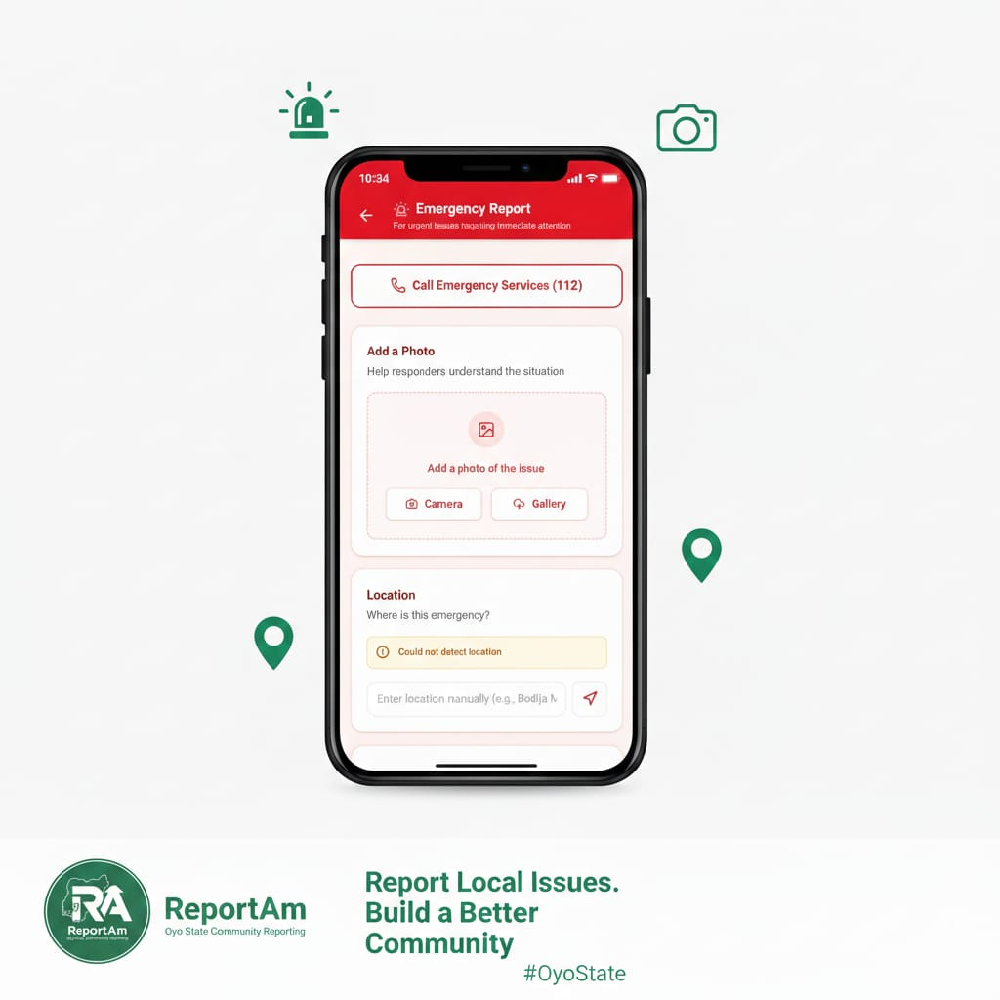 10:34
Emergency Report
For urgent issues requiring immediate attention
Call Emergency Services (112)
Add a Photo
Help responders understand the situation
Add a photo of the issue
Camera
Gallery
Location
Where is this emergency?
Could not detect location
Enter location manually (e.g., Bodija M
RA
ReportAm
ReportAm
Oyo State Community Reporting
Report Local Issues.
Build a Better
Community
#OyoState